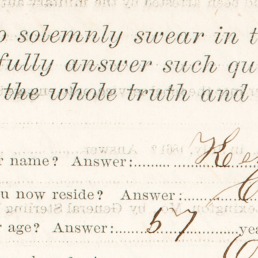 o solemnly swear in t
fully answer such qu
the whole truth and
r name? Answer:
u now reside? Answer:
r age? Answer: 57 yea